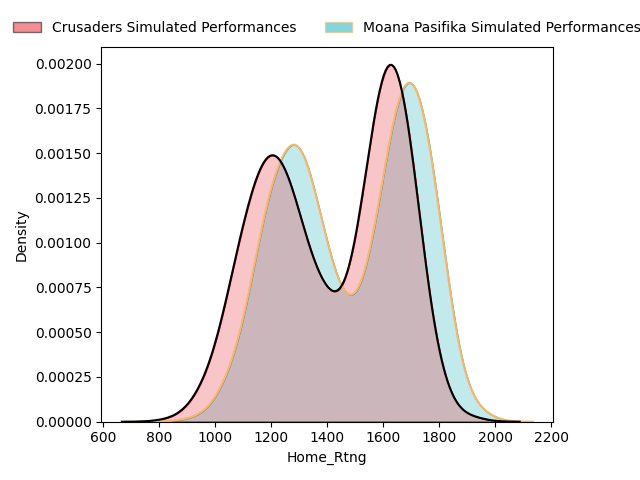 Crusaders Simulated Performances
Moana Pasifika Simulated Performances
0.00200
0.00175
0.00150
0.00125
0.00100
0.00075
0.00050
0.00025
0.00000
Density
600 800 1000 1200 1400 1600 1800 2000 2200
Home_Rtng